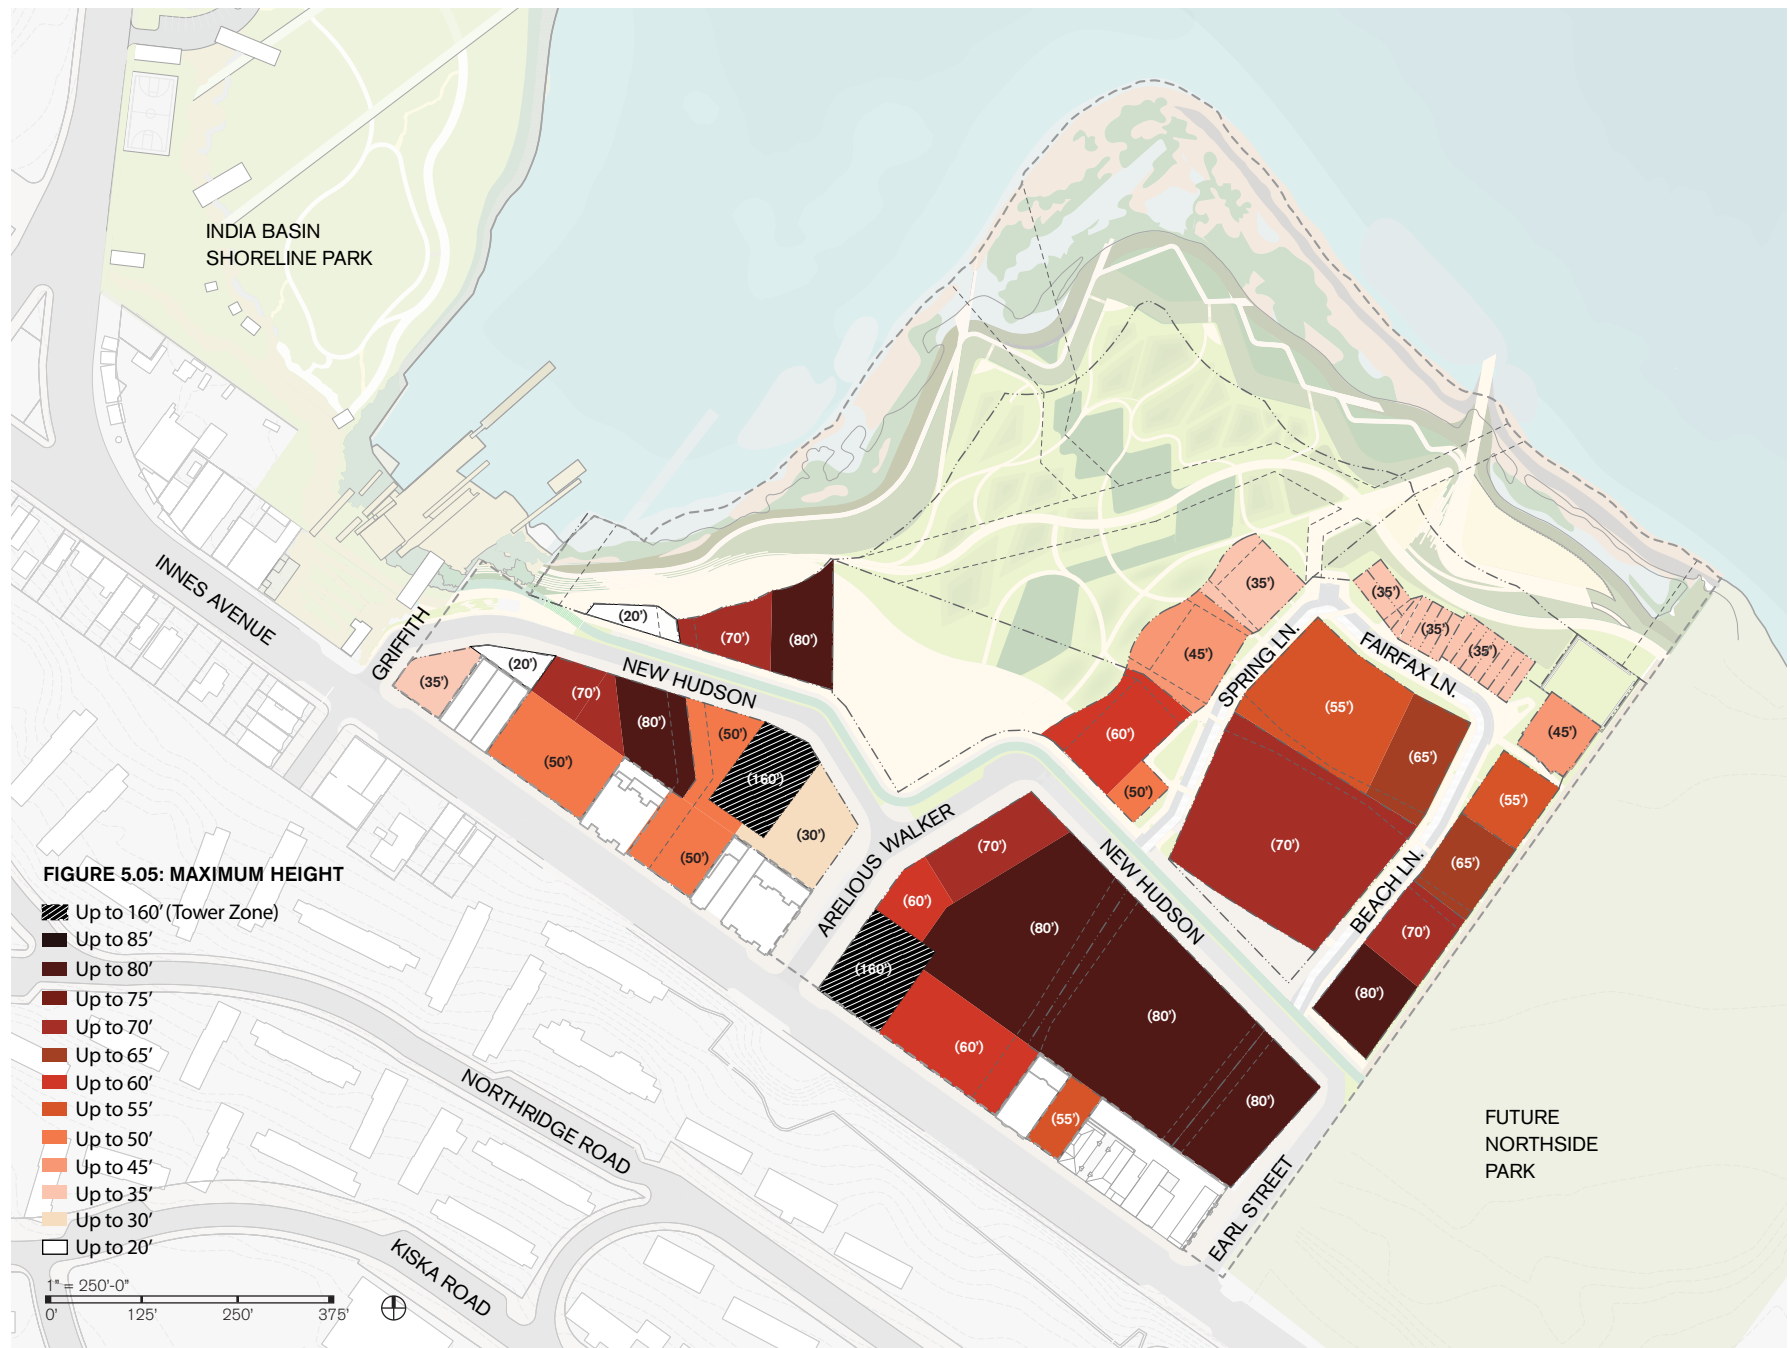 INDIA BASIN
SHORELINE PARK
INNES AVENUE
GRIFFITH
NEW HUDSON
(20')
(70')
(80')
(35')
(20')
(70')
(80')
(50')
(50')
(160')
(30')
(50')
(35')
(45')
(60')
(50')
SPRING LN.
FAIRFAX LN.
(35')
(35')
(35')
(55')
(65')
(70')
(45')
(55')
(65')
(70')
(80')
BEACH LN.
ARELIOUS WALKER
NEW HUDSON
(70')
(60')
(80')
(160')
(60')
(80')
(80')
(55')
EARL STREET
FUTURE
NORTHSIDE
PARK
NORTHRIDGE ROAD
KISKA ROAD
FIGURE 5.05: MAXIMUM HEIGHT
Up to 160' (Tower Zone)
Up to 85'
Up to 80'
Up to 75'
Up to 70'
Up to 65'
Up to 60'
Up to 55'
Up to 50'
Up to 45'
Up to 35'
Up to 30'
Up to 20'
1" = 250'-0"
0' 125' 250' 375'